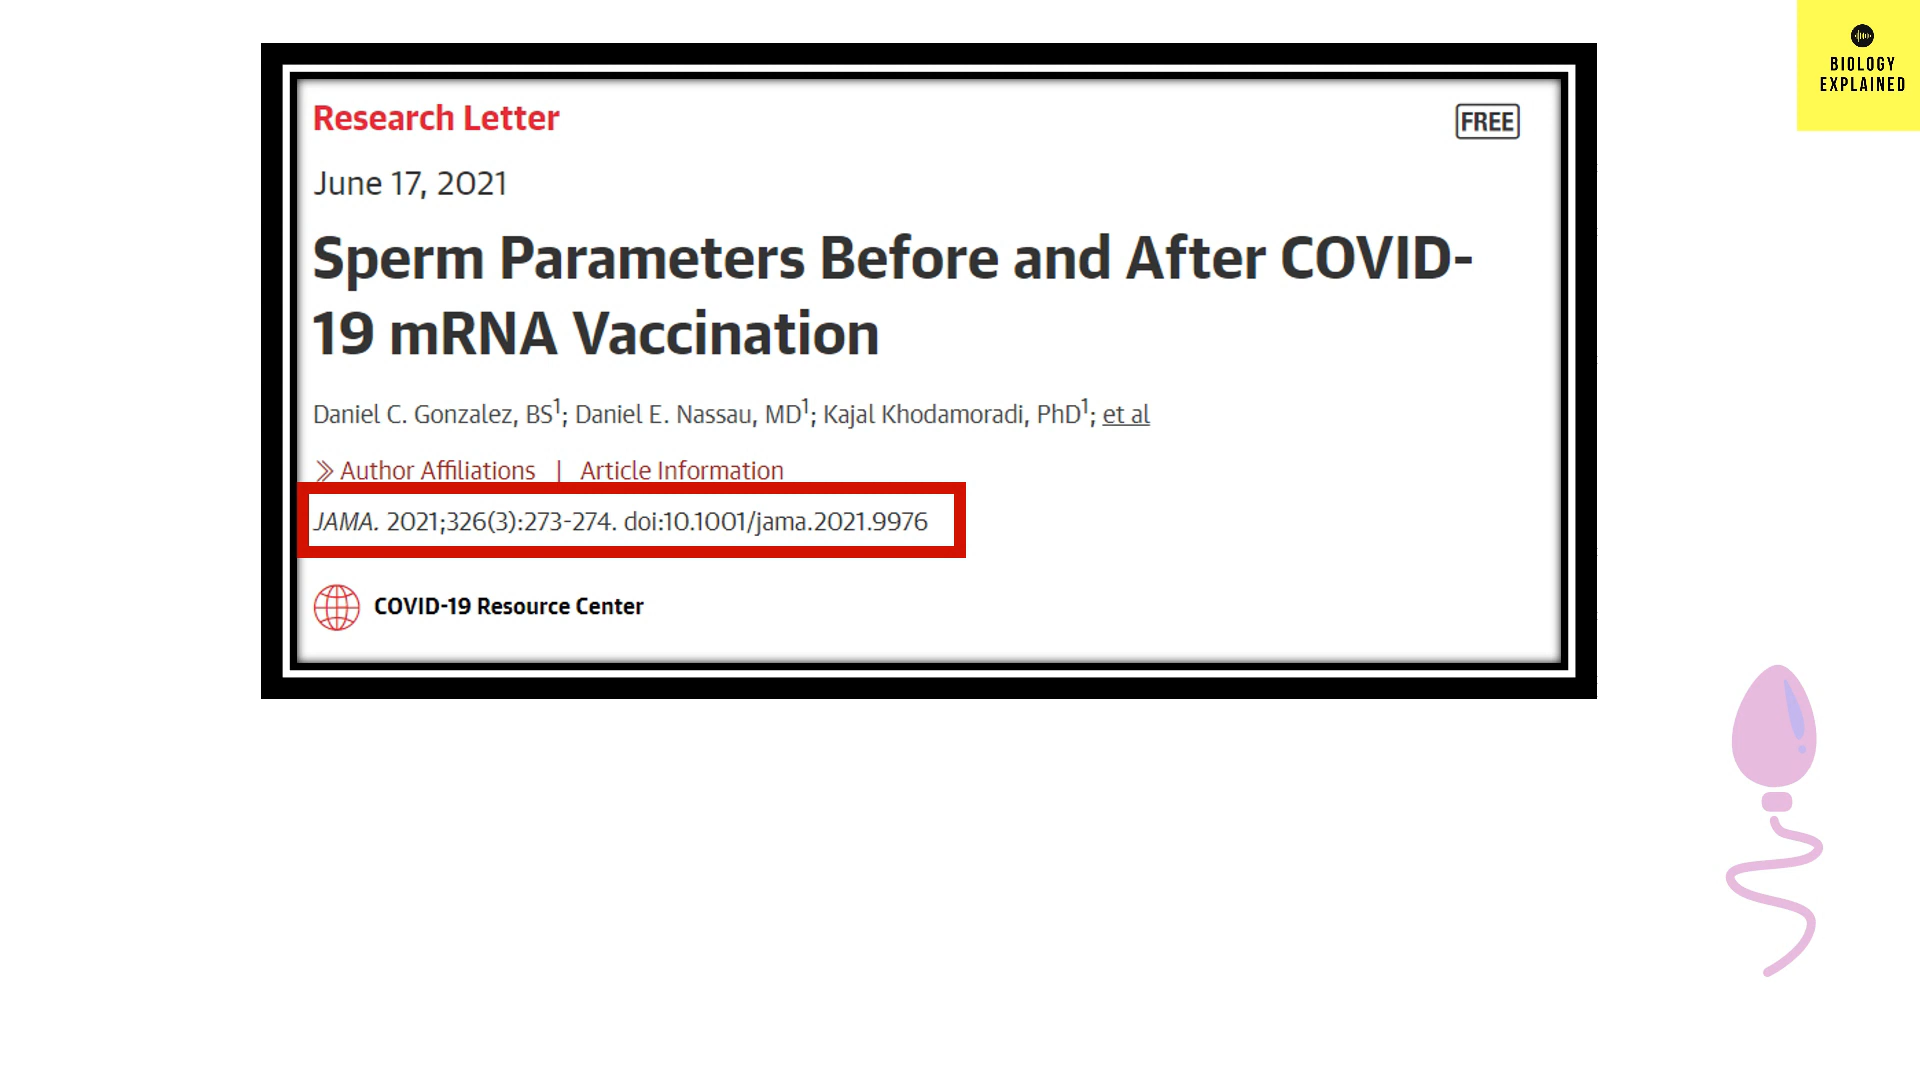 BIOLOGY
EXPLAINED
Research Letter
FREE
June 17, 2021
Sperm Parameters Before and After COVID-
19 mRNA Vaccination
Daniel C. Gonzalez, BS1; Daniel E. Nassau, MD1; Kajal Khodamoradi, PhD1; et al
Author Affiliations | Article Information
JAMA. 2021;326(3):273-274. doi:10.1001/jama.2021.9976
COVID-19 Resource Center